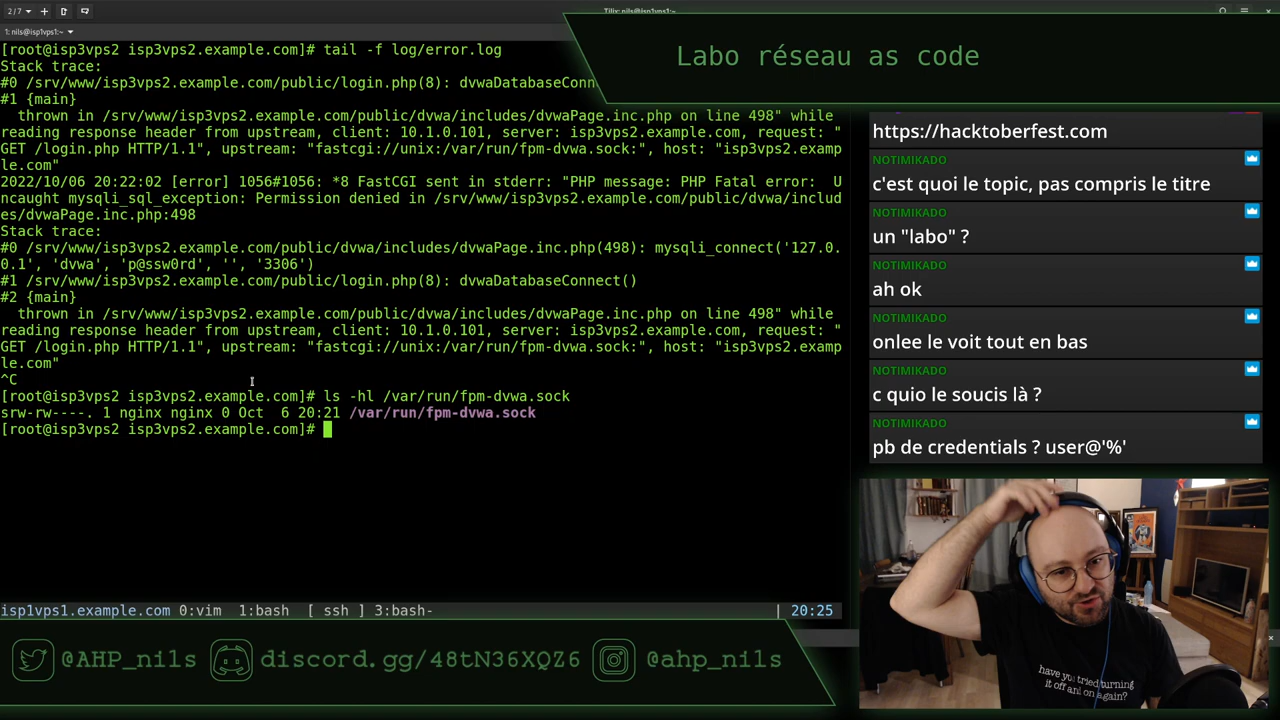 2/7
Tilix: nils@isp1vps1:~
1: nils@isp1vps1:~
[root@isp3vps2 isp3vps2.example.com]# tail -f log/error.log
Stack trace:
#0 /srv/www/isp3vps2.example.com/public/login.php(8): dvwaDatabaseConn
#1 {main}
  thrown in /srv/www/isp3vps2.example.com/public/dvwa/includes/dvwaPage.inc.php on line 498" while
reading response header from upstream, client: 10.1.0.101, server: isp3vps2.example.com, request: "
GET /login.php HTTP/1.1", upstream: "fastcgi://unix:/var/run/fpm-dvwa.sock:", host: "isp3vps2.examp
le.com"
2022/10/06 20:22:02 [error] 1056#1056: *8 FastCGI sent in stderr: "PHP message: PHP Fatal error:  U
ncaught mysqli_sql_exception: Permission denied in /srv/www/isp3vps2.example.com/public/dvwa/includ
es/dvwaPage.inc.php:498
Stack trace:
#0 /srv/www/isp3vps2.example.com/public/dvwa/includes/dvwaPage.inc.php(498): mysqli_connect('127.0.
0.1', 'dvwa', 'p@ssw0rd', '', '3306')
#1 /srv/www/isp3vps2.example.com/public/login.php(8): dvwaDatabaseConnect()
#2 {main}
  thrown in /srv/www/isp3vps2.example.com/public/dvwa/includes/dvwaPage.inc.php on line 498" while
reading response header from upstream, client: 10.1.0.101, server: isp3vps2.example.com, request: "
GET /login.php HTTP/1.1", upstream: "fastcgi://unix:/var/run/fpm-dvwa.sock:", host: "isp3vps2.examp
le.com"
^C
[root@isp3vps2 isp3vps2.example.com]# ls -hl /var/run/fpm-dvwa.sock
srw-rw----. 1 nginx nginx 0 Oct  6 20:21 /var/run/fpm-dvwa.sock
[root@isp3vps2 isp3vps2.example.com]#
isp1vps1.example.com 0:vim  1:bash  [ ssh ] 3:bash- | 20:25
Labo réseau as code
https://hacktoberfest.com
NOTIMIKADO
c'est quoi le topic, pas compris le titre
NOTIMIKADO
un "labo" ?
NOTIMIKADO
ah ok
NOTIMIKADO
onlee le voit tout en bas
NOTIMIKADO
c quio le soucis là ?
NOTIMIKADO
pb de credentials ? user@'%'
have you tried turning
it off and on again?
@AHP_nils
discord.gg/48tN36XQZ6
@ahp_nils